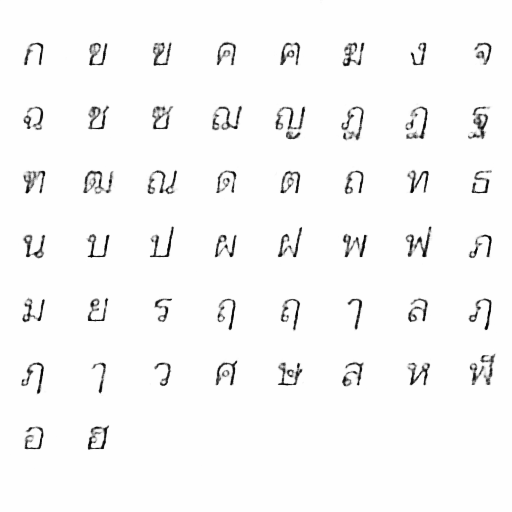 ก ข ฃ ค ฅ ฆ ง จ
ฉ ช ซ ฌ ญ ฎ ฏ ฐ
ฑ ฒ ณ ด ต ถ ท ธ
น บ ป ผ ฝ พ ฟ ภ
ม ย ร ฤ ฤ า ล ฦ
ฦ ๅ ว ศ ษ ส ห ฬ
อ ฮ